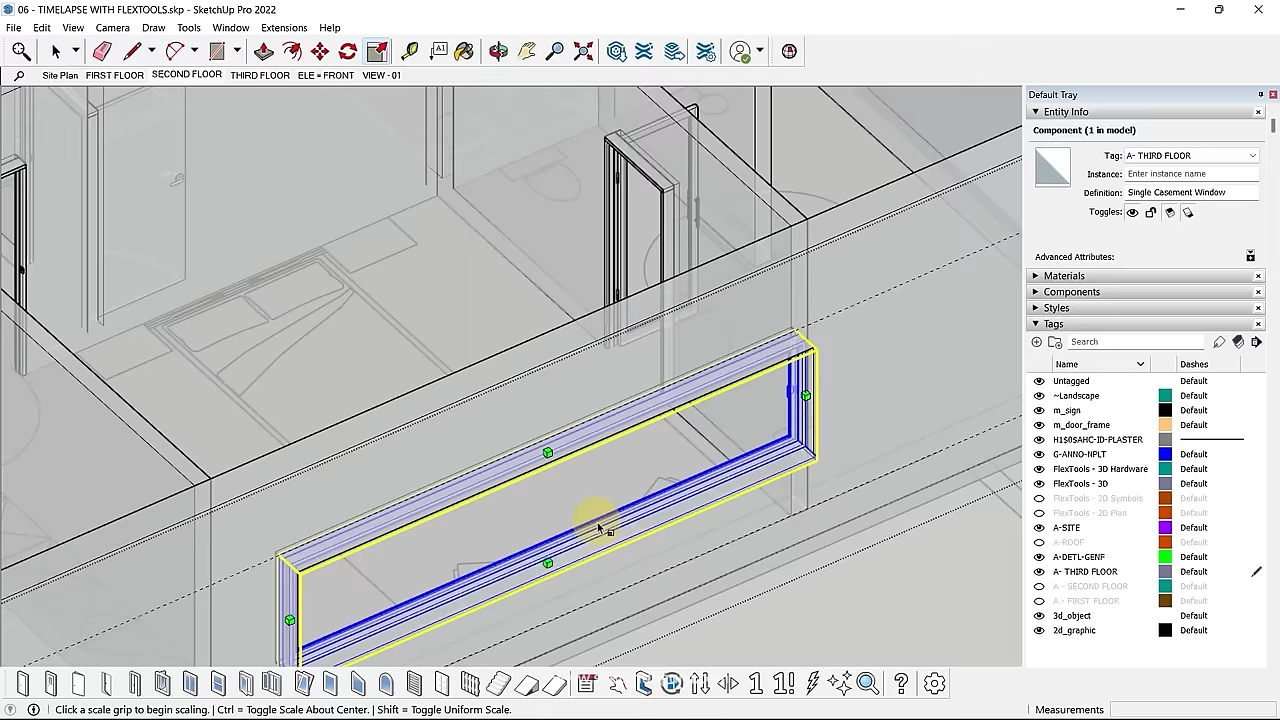 06 - TIMELAPSE WITH FLEXTOOLS.skp - SketchUp Pro 2022
File Edit View Camera Draw Tools Window Extensions Help
A1
Site Plan FIRST FLOOR SECOND FLOOR THIRD FLOOR ELE = FRONT VIEW - 01
Default Tray
Entity Info
Component (1 in model)
Tag: A- THIRD FLOOR
Instance: Enter instance name
Definition: Single Casement Window
Toggles:
Advanced Attributes:
Materials
Components
Styles
Tags
Search
Name Dashes
Untagged Default
~Landscape Default
m_sign Default
m_door_frame Default
H1$0$AHC-ID-PLASTER
G-ANNO-NPLT Default
FlexTools - 3D Hardware Default
FlexTools - 3D Default
FlexTools - 2D Symbols Default
FlexTools - 2D Plan Default
A-SITE Default
A-ROOF Default
A-DETL-GENF Default
A- THIRD FLOOR Default
A - SECOND FLOOR Default
A - FIRST FLOOR Default
3d_object Default
2d_graphic Default
1 1! ?
Click a scale grip to begin scaling. | Ctrl = Toggle Scale About Center. | Shift = Toggle Uniform Scale. Measurements